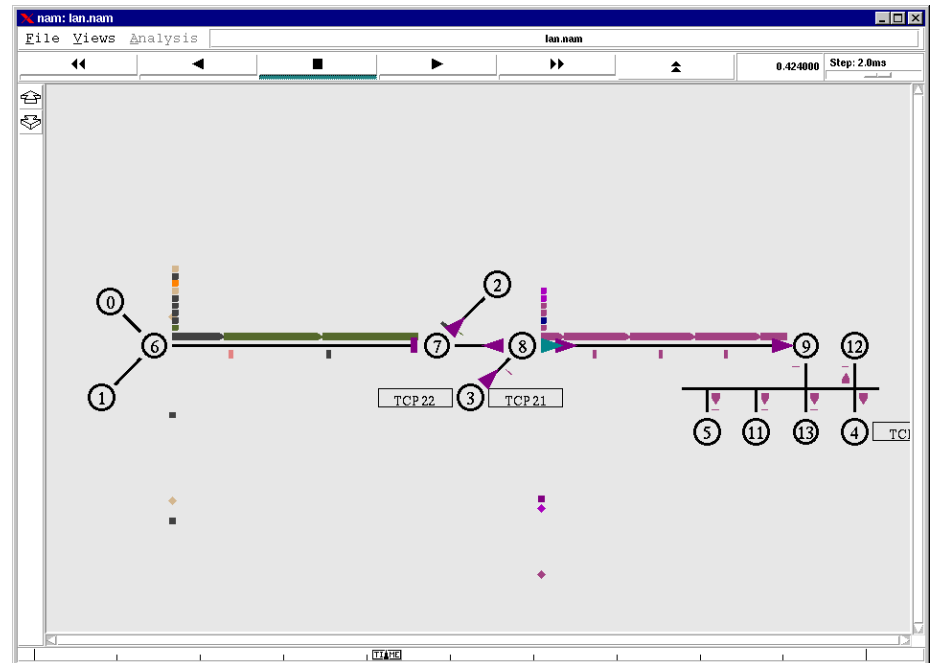 nam: lan.nam
File Views Analysis lan.nam
0.424000 Step: 2.0ms
2
0
6 7 8 9 12
1 TCP 22 3 TCP 21
5 11 13 4 TC
TIME